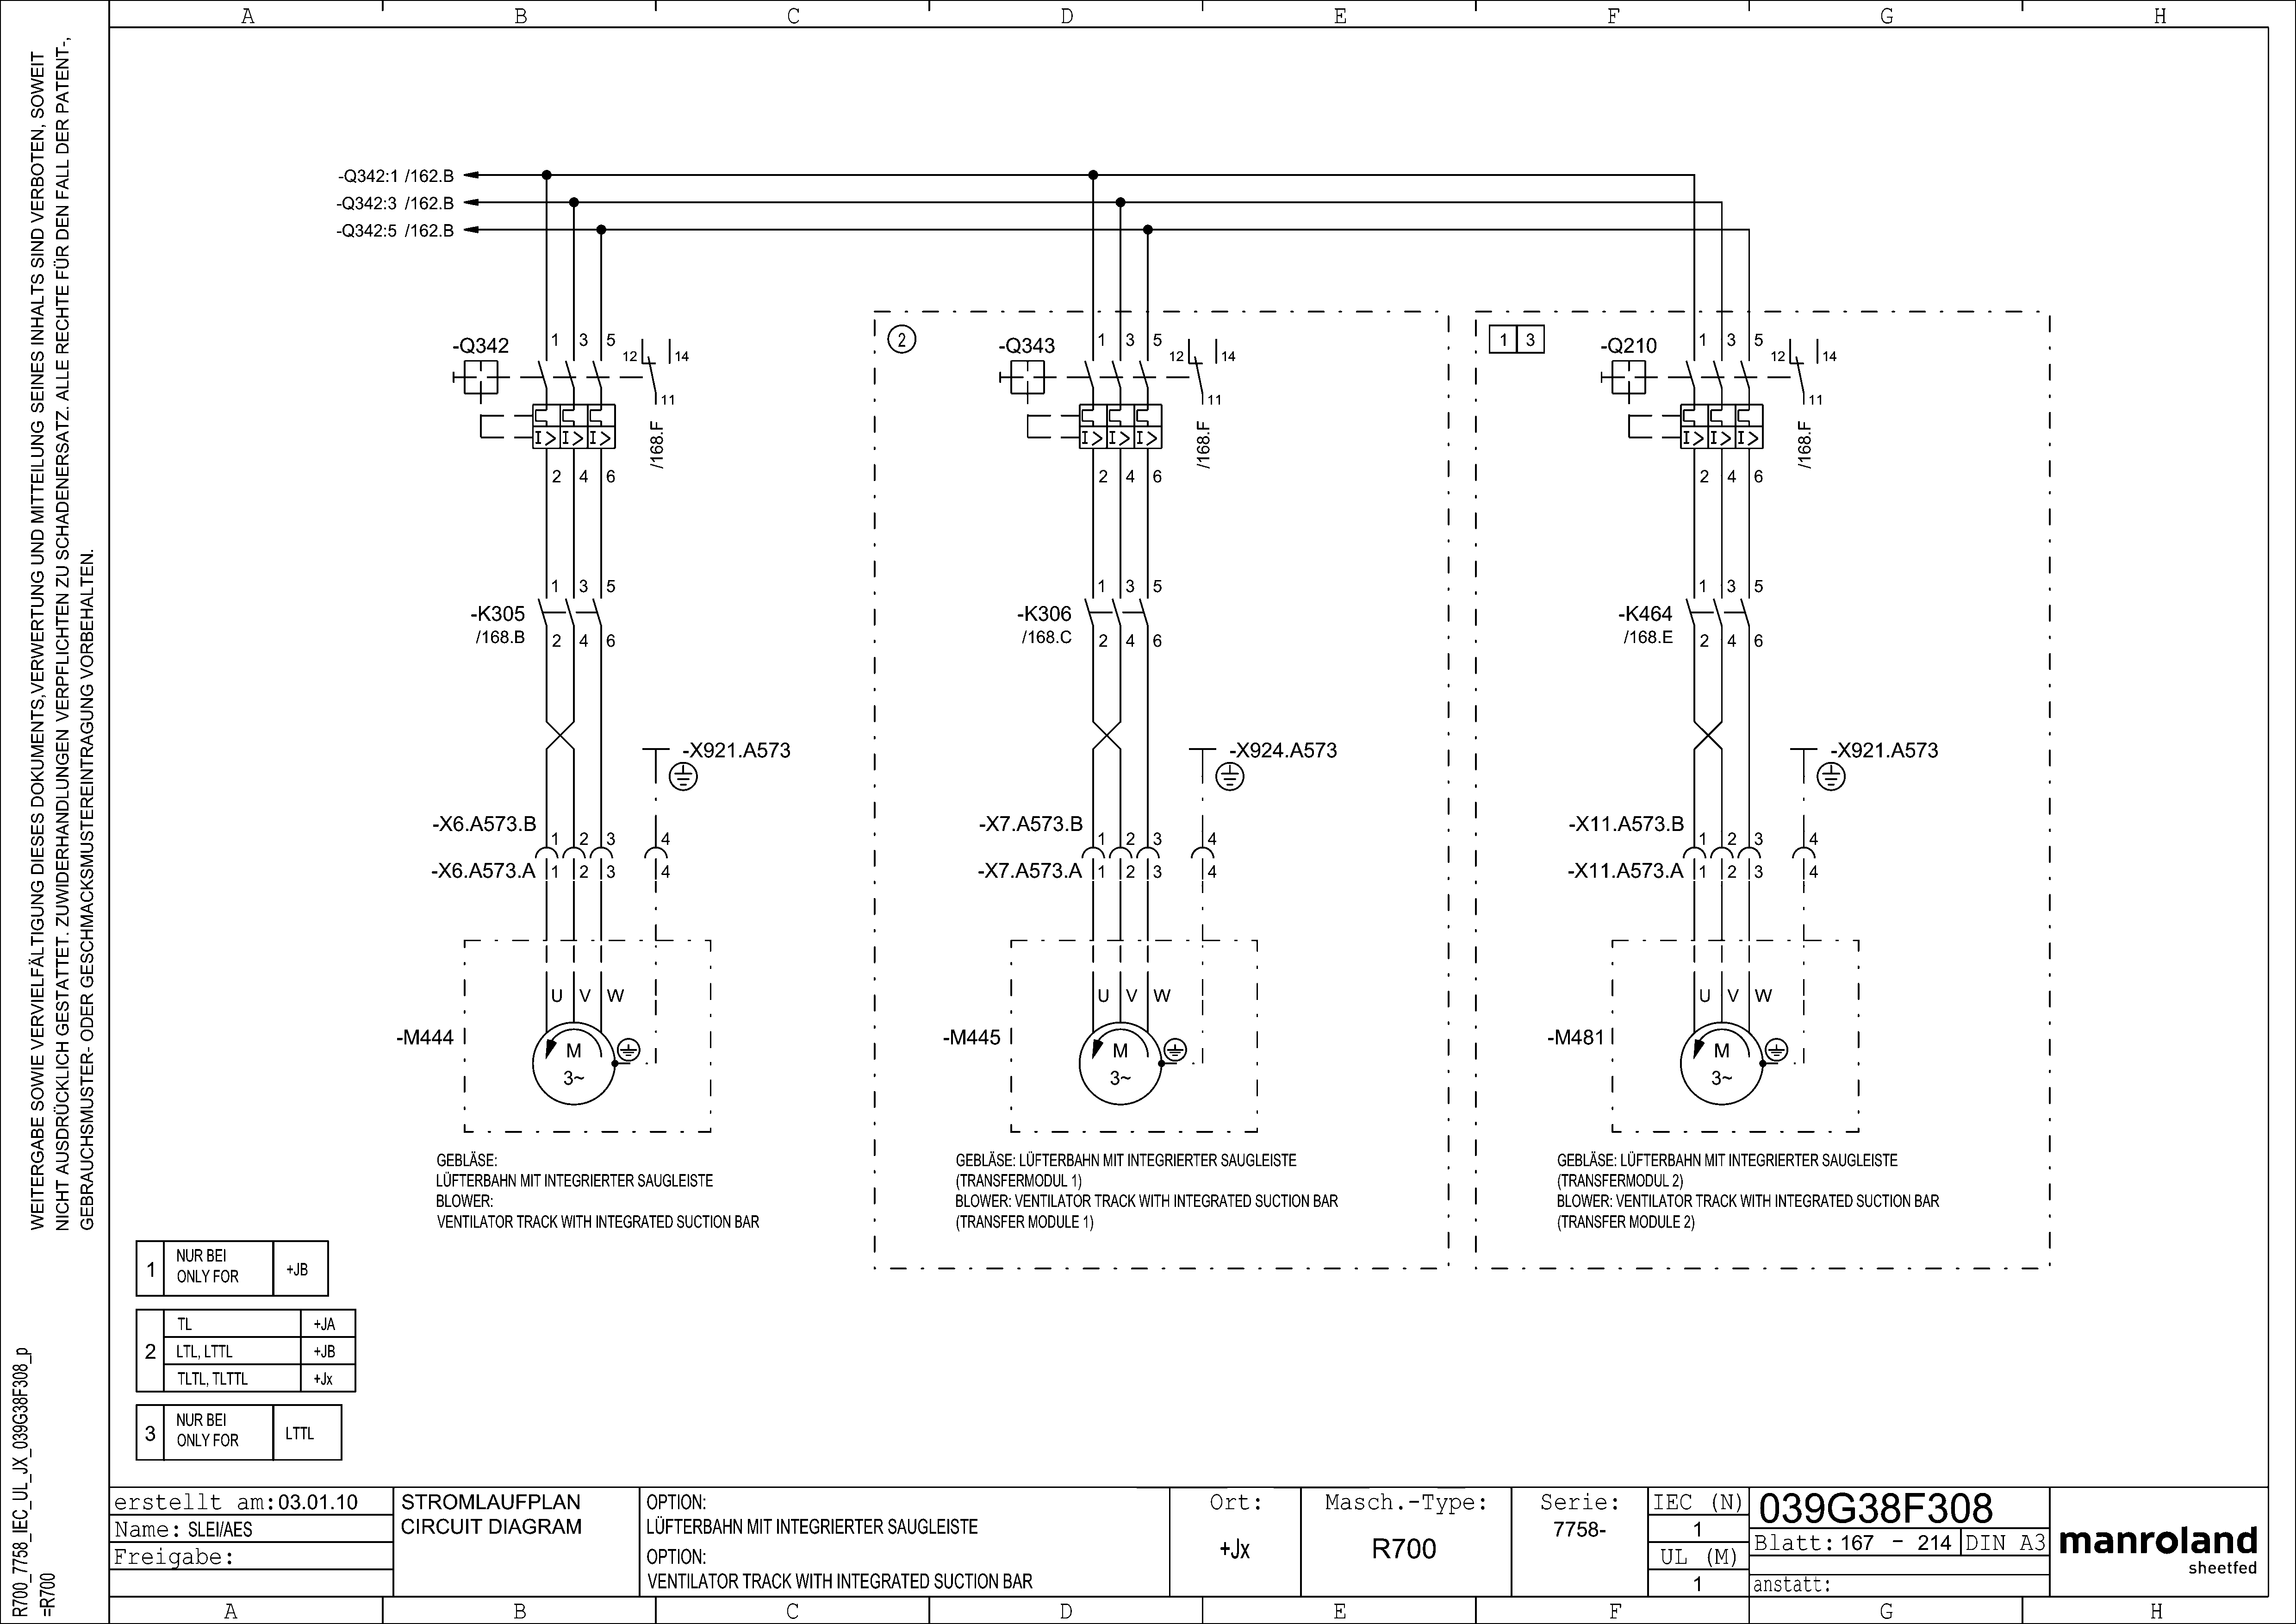 A B C D E F G H
WEITERGABE SOWIE VERVIELFÄLTIGUNG DIESES DOKUMENTS,VERWERTUNG UND MITTEILUNG SEINES INHALTS SIND VERBOTEN, SOWEIT
NICHT AUSDRÜCKLICH GESTATTET. ZUWIDERHANDLUNGEN VERPFLICHTEN ZU SCHADENERSATZ. ALLE RECHTE FÜR DEN FALL DER PATENT-,
GEBRAUCHSMUSTER- ODER GESCHMACKSMUSTEREINTRAGUNG VORBEHALTEN.
R700_7758_IEC_UL_JX_039G38F308_p
=R700
-Q342:1 /162.B
-Q342:3 /162.B
-Q342:5 /162.B
-Q342
1 3 5
12 14
11
I> I> I>
/168.F
2 4 6
1 3 5
-K305
/168.B
2 4 6
-X921.A573
-X6.A573.B
1 2 3 4
-X6.A573.A
1 2 3 4
U V W
-M444
M
3~
GEBLÄSE:
LÜFTERBAHN MIT INTEGRIERTER SAUGLEISTE
BLOWER:
VENTILATOR TRACK WITH INTEGRATED SUCTION BAR
2
-Q343
1 3 5
12 14
11
I> I> I>
/168.F
2 4 6
1 3 5
-K306
/168.C
2 4 6
-X924.A573
-X7.A573.B
1 2 3 4
-X7.A573.A
1 2 3 4
U V W
-M445
M
3~
GEBLÄSE: LÜFTERBAHN MIT INTEGRIERTER SAUGLEISTE
(TRANSFERMODUL 1)
BLOWER: VENTILATOR TRACK WITH INTEGRATED SUCTION BAR
(TRANSFER MODULE 1)
1 3
-Q210
1 3 5
12 14
11
I> I> I>
/168.F
2 4 6
1 3 5
-K464
/168.E
2 4 6
-X921.A573
-X11.A573.B
1 2 3 4
-X11.A573.A
1 2 3 4
U V W
-M481
M
3~
GEBLÄSE: LÜFTERBAHN MIT INTEGRIERTER SAUGLEISTE
(TRANSFERMODUL 2)
BLOWER: VENTILATOR TRACK WITH INTEGRATED SUCTION BAR
(TRANSFER MODULE 2)
1
NUR BEI
ONLY FOR
+JB
2
TL +JA
LTL, LTTL +JB
TLTL, TLTTL +Jx
3
NUR BEI
ONLY FOR
LTTL
erstellt am: 03.01.10
Name: SLEI/AES
Freigabe:
STROMLAUFPLAN
CIRCUIT DIAGRAM
OPTION:
LÜFTERBAHN MIT INTEGRIERTER SAUGLEISTE
OPTION:
VENTILATOR TRACK WITH INTEGRATED SUCTION BAR
Ort:
+Jx
Masch.-Type:
R700
Serie:
7758-
IEC (N)
1
UL (M)
1
039G38F308
Blatt: 167 - 214 DIN A3
anstatt:
manroland
sheetfed
A B C D E F G H